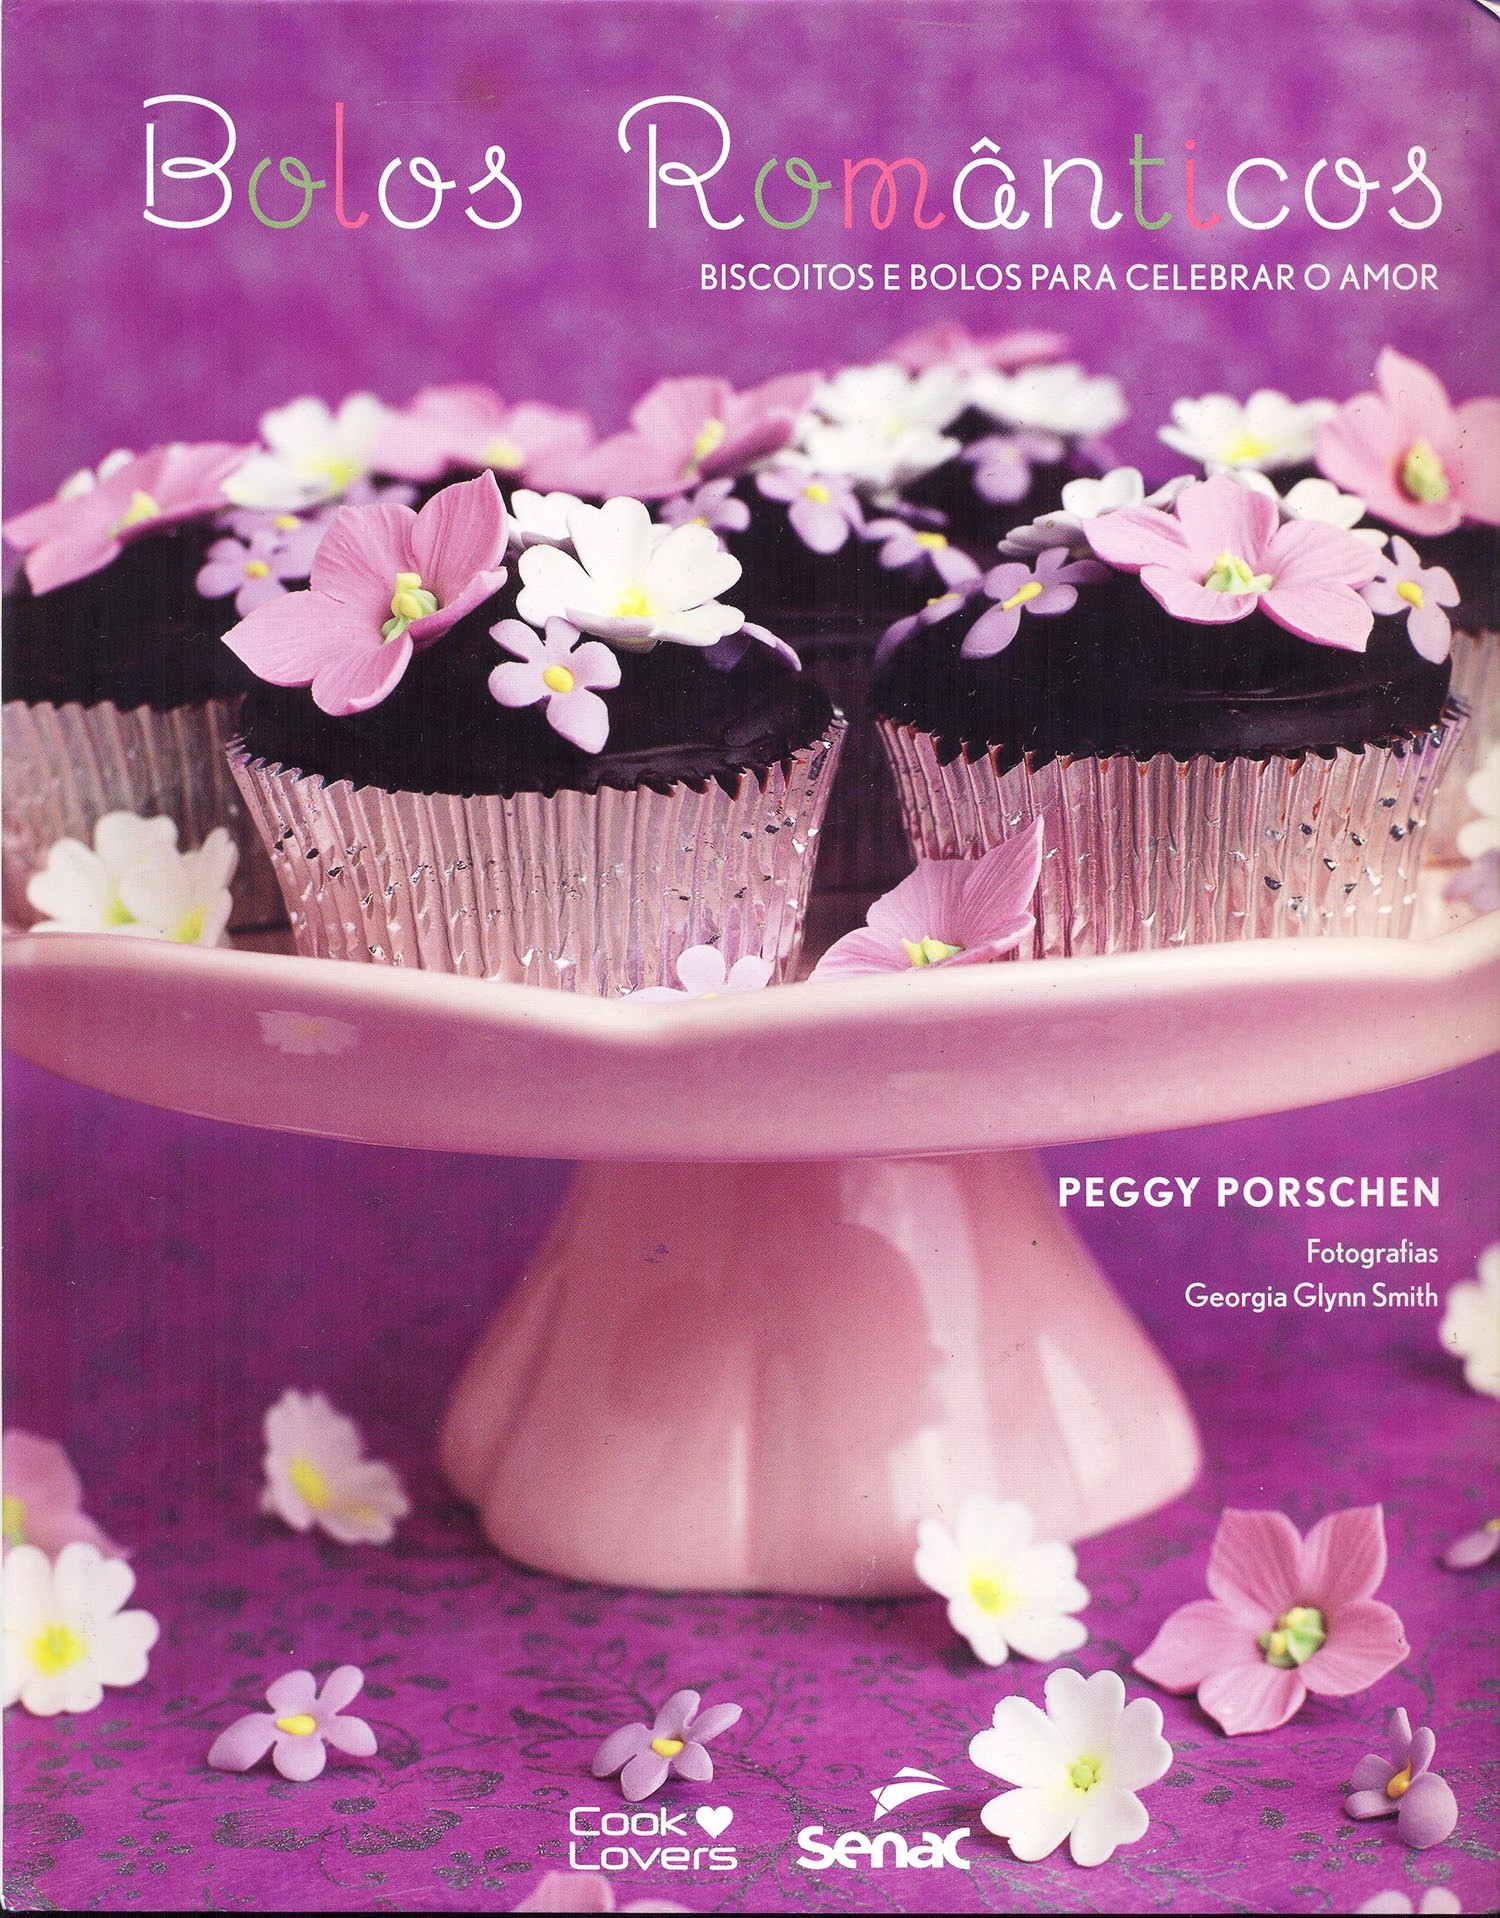 Bolos Românticos
BISCOITOS E BOLOS PARA CELEBRAR O AMOR
PEGGY PORSCHEN
Fotografias
Georgia Glynn Smith
Cook
Lovers
senac